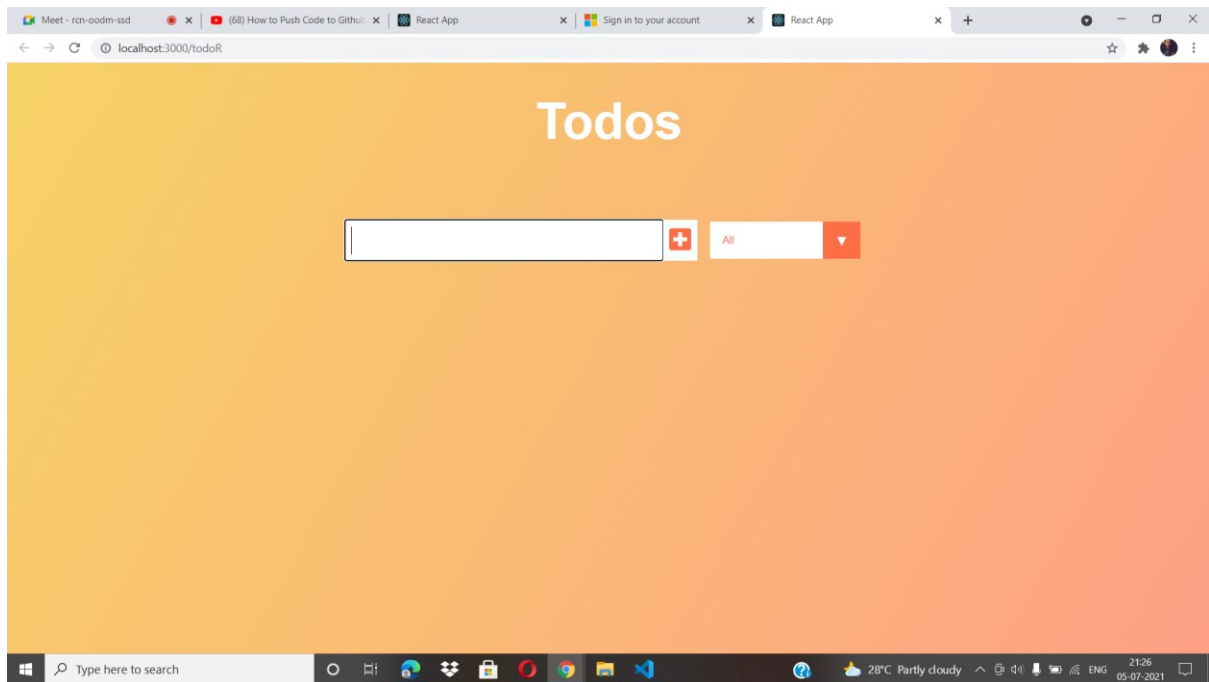 Meet - rcn-oodm-ssd
(68) How to Push Code to Github
React App
Sign in to your account
React App
localhost:3000/todoR
Todos
All
Type here to search
28°C Partly cloudy
ENG
21:26
05-07-2021